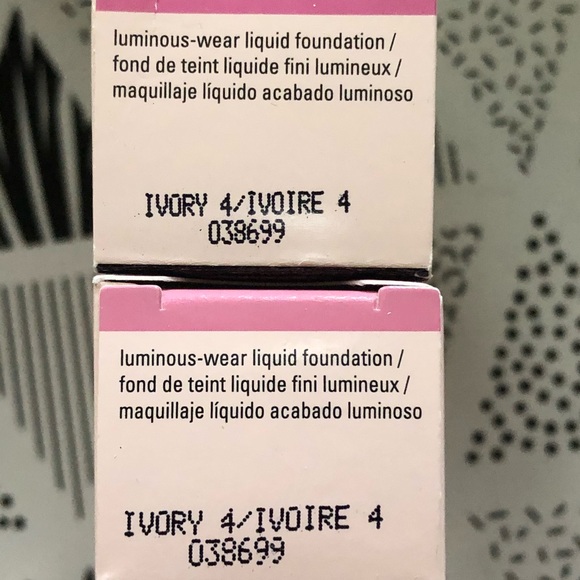 luminous-wear liquid foundation /
fond de teint liquide fini lumineux /
maquillaje líquido acabado luminoso
IVORY 4/IVOIRE 4
038699
luminous-wear liquid foundation /
fond de teint liquide fini lumineux /
maquillaje líquido acabado luminoso
IVORY 4/IVOIRE 4
038699